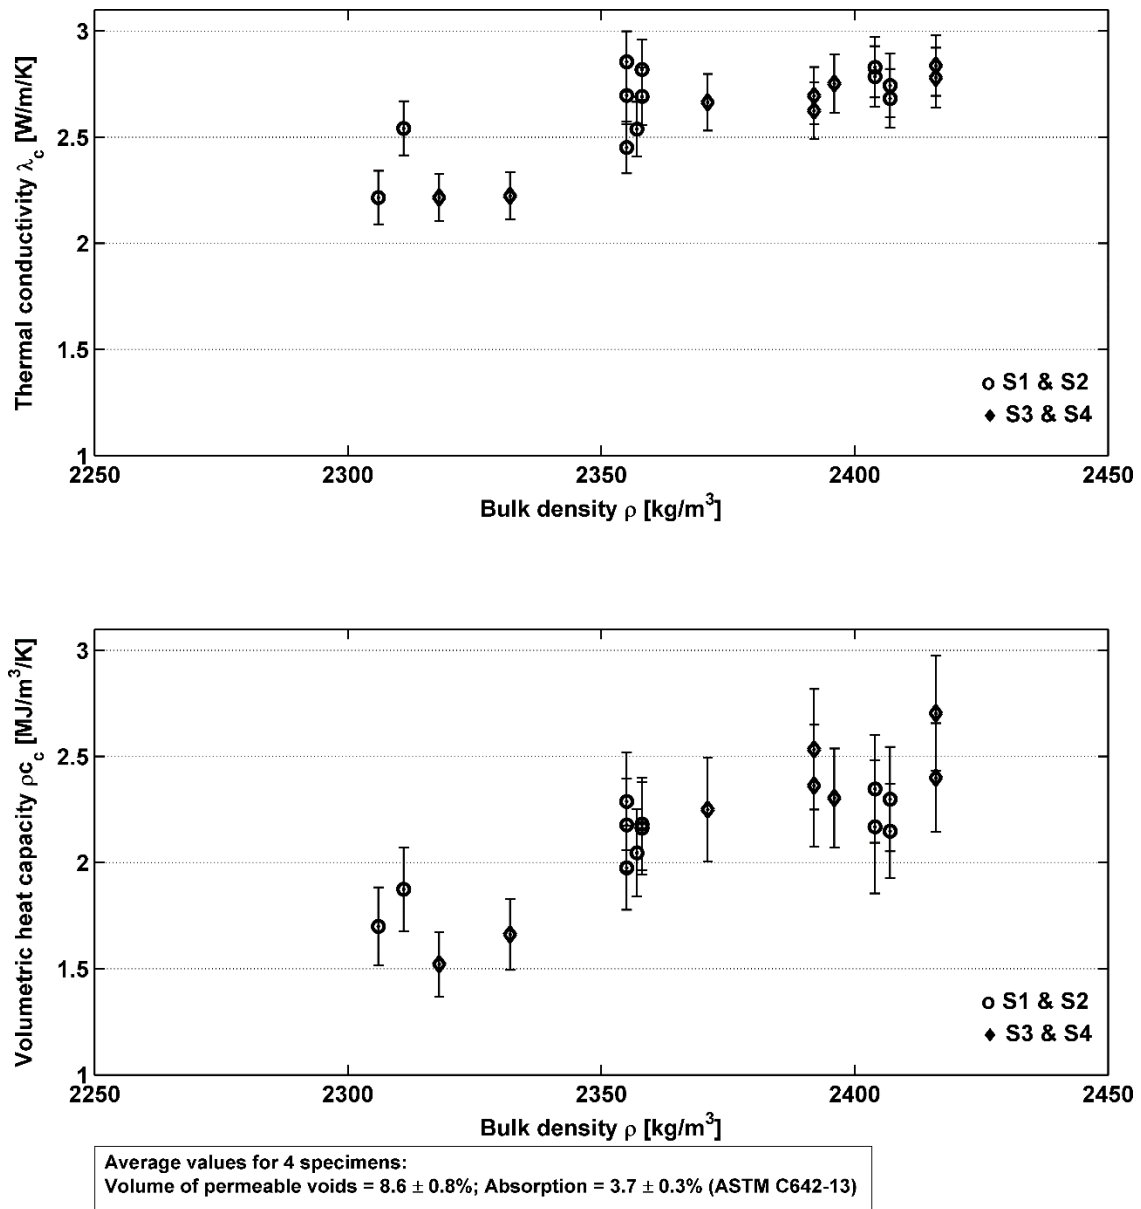 3
2.5
2
1.5
1
Thermal conductivity λc [W/m/K]
S1 & S2
S3 & S4
2250 2300 2350 2400 2450
Bulk density ρ [kg/m³]
3
2.5
2
1.5
1
Volumetric heat capacity ρcc [MJ/m³/K]
S1 & S2
S3 & S4
2250 2300 2350 2400 2450
Bulk density ρ [kg/m³]
Average values for 4 specimens:
Volume of permeable voids = 8.6 ± 0.8%; Absorption = 3.7 ± 0.3% (ASTM C642-13)